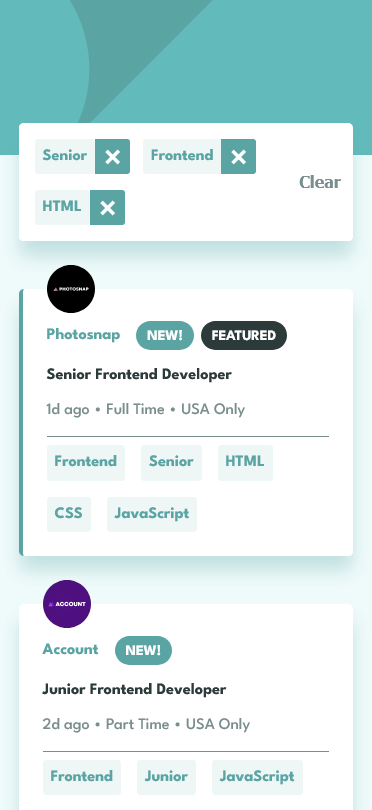 Senior Frontend
Clear
HTML
PHOTOSNAP
Photosnap NEW! FEATURED
Senior Frontend Developer
1d ago • Full Time • USA Only
Frontend Senior HTML
CSS JavaScript
ACCOUNT
Account NEW!
Junior Frontend Developer
2d ago • Part Time • USA Only
Frontend Junior JavaScript